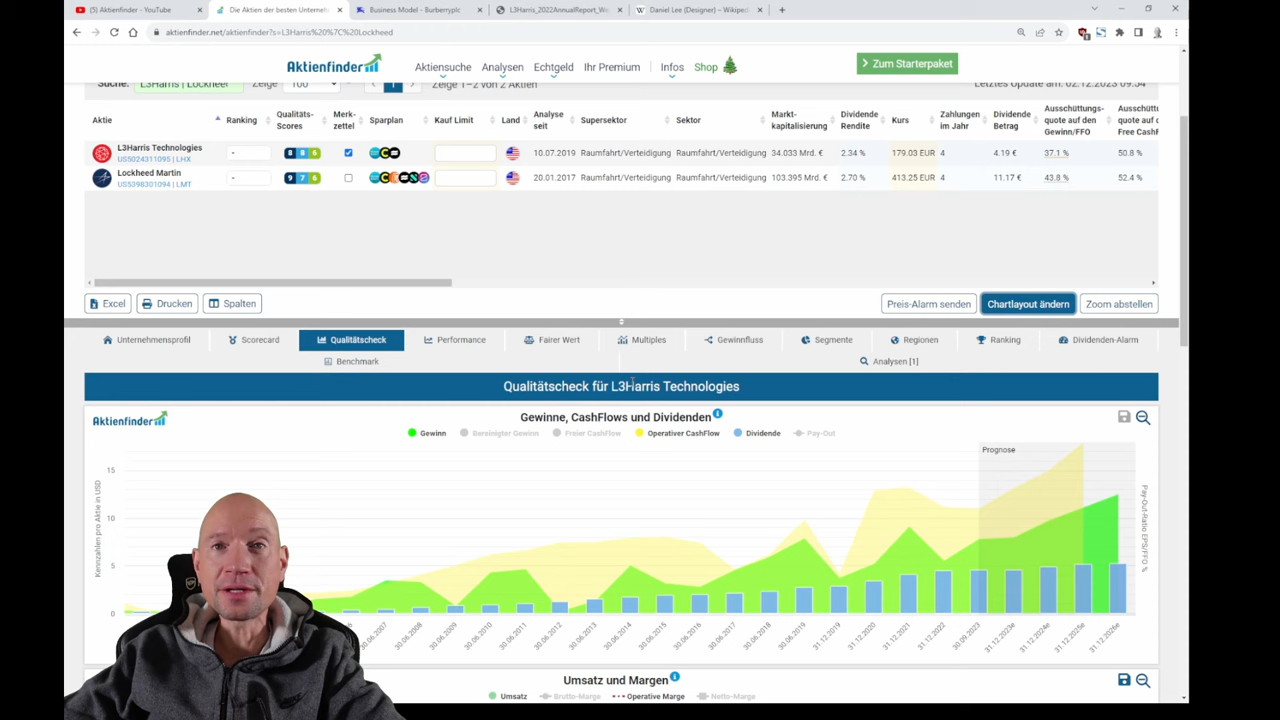 (5) Aktienfinder - YouTube
Die Aktien der besten Unterneh
Business Model - Burberryplc
L3Harris_2022AnnualReport_We
Daniel Lee (Designer) – Wikiped
aktienfinder.net/aktienfinder?s=L3Harris%20%7C%20Lockheed
Aktienfinder
Aktiensuche
Analysen
Echtgeld
Ihr Premium
Infos
Shop
Zum Starterpaket
Suche:
L3Harris | Lockheed
Zeige
100
1
Zeige 1–2 von 2 Aktien
Letztes Update am: 02.12.2023 09:54
Aktie
Ranking
Qualitäts-
Scores
Merk-
zettel
Sparplan
Kauf Limit
Land
Analyse
seit
Supersektor
Sektor
Markt-
kapitalisierung
Dividende
Rendite
Kurs
Zahlungen
im Jahr
Dividende
Betrag
Ausschüttungs-
quote auf den
Gewinn/FFO
Ausschütt
quote auf d
Free CashF
L3Harris Technologies
US5024311095 | LHX
-
8 8 6
10.07.2019
Raumfahrt/Verteidigung
Raumfahrt/Verteidigung
34.033 Mrd. €
2.34 %
179.03 EUR
4
4.19 €
37.1 %
50.8 %
Lockheed Martin
US5398301094 | LMT
-
9 7 6
20.01.2017
Raumfahrt/Verteidigung
Raumfahrt/Verteidigung
103.395 Mrd. €
2.70 %
413.25 EUR
4
11.17 €
43.8 %
52.4 %
Excel
Drucken
Spalten
Preis-Alarm senden
Chartlayout ändern
Zoom abstellen
Unternehmensprofil
Scorecard
Qualitätscheck
Performance
Fairer Wert
Multiples
Gewinnfluss
Segmente
Regionen
Ranking
Dividenden-Alarm
Benchmark
Analysen [1]
Qualitätscheck für L3Harris Technologies
Aktienfinder
Gewinne, CashFlows und Dividenden
Gewinn
Bereinigter Gewinn
Freier CashFlow
Operativer CashFlow
Dividende
Pay-Out
Prognose
Kennzahlen pro Aktie in USD
15
10
5
0
Pay-Out-Ratio EPS/FFO %
30.06.2007
30.06.2008
30.06.2009
30.06.2010
30.06.2011
30.06.2012
30.06.2013
30.06.2014
30.06.2015
30.06.2016
30.06.2017
30.06.2018
30.06.2019
31.12.2019
31.12.2020
31.12.2021
31.12.2022
30.09.2023
31.12.2023e
31.12.2024e
31.12.2025e
31.12.2026e
Umsatz und Margen
Umsatz
Brutto-Marge
Operative Marge
Netto-Marge